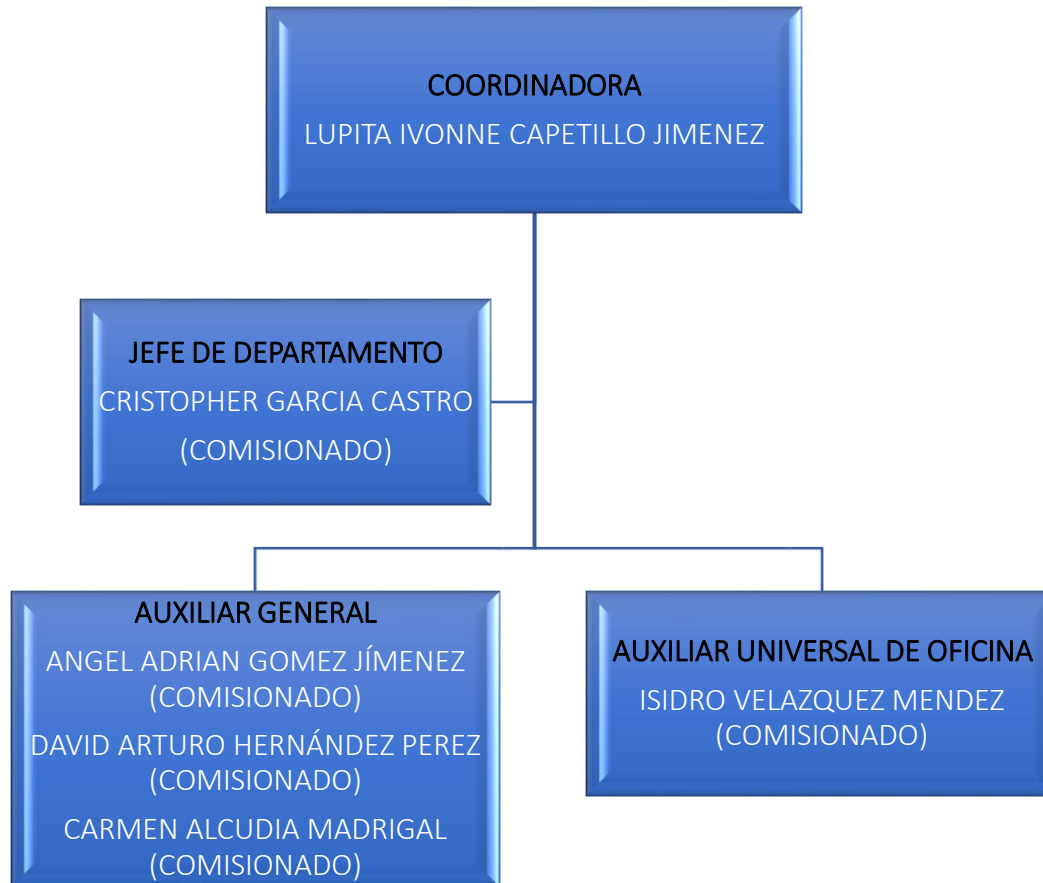 COORDINADORA
LUPITA IVONNE CAPETILLO JIMENEZ
JEFE DE DEPARTAMENTO
CRISTOPHER GARCIA CASTRO
(COMISIONADO)
AUXILIAR GENERAL
ANGEL ADRIAN GOMEZ JÍMENEZ
(COMISIONADO)
DAVID ARTURO HERNÁNDEZ PEREZ
(COMISIONADO)
CARMEN ALCUDIA MADRIGAL
(COMISIONADO)
AUXILIAR UNIVERSAL DE OFICINA
ISIDRO VELAZQUEZ MENDEZ
(COMISIONADO)